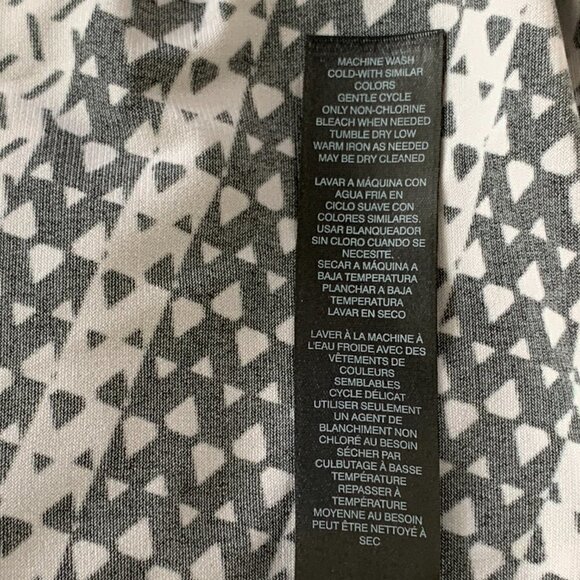 MACHINE WASH
COLD-WITH SIMILAR
COLORS
GENTLE CYCLE
ONLY NON-CHLORINE
BLEACH WHEN NEEDED
TUMBLE DRY LOW
WARM IRON AS NEEDED
MAY BE DRY CLEANED
LAVAR A MÁQUINA CON
AGUA FRIA EN
CICLO SUAVE CON
COLORES SIMILARES.
USAR BLANQUEADOR
SIN CLORO CUANDO SE
NECESITE.
SECAR A MÁQUINA A
BAJA TEMPERATURA
PLANCHAR A BAJA
TEMPERATURA
LAVAR EN SECO
LAVER À LA MACHINE À
L'EAU FROIDE AVEC DES
VÊTEMENTS DE
COULEURS
SEMBLABLES
CYCLE DÉLICAT
UTILISER SEULEMENT
UN AGENT DE
BLANCHIMENT NON
CHLORÉ AU BESOIN
SÉCHER PAR
CULBUTAGE À BASSE
TEMPÉRATURE
REPASSER À
TEMPÉRATURE
MOYENNE AU BESOIN
PEUT ÊTRE NETTOYÉ À
SEC